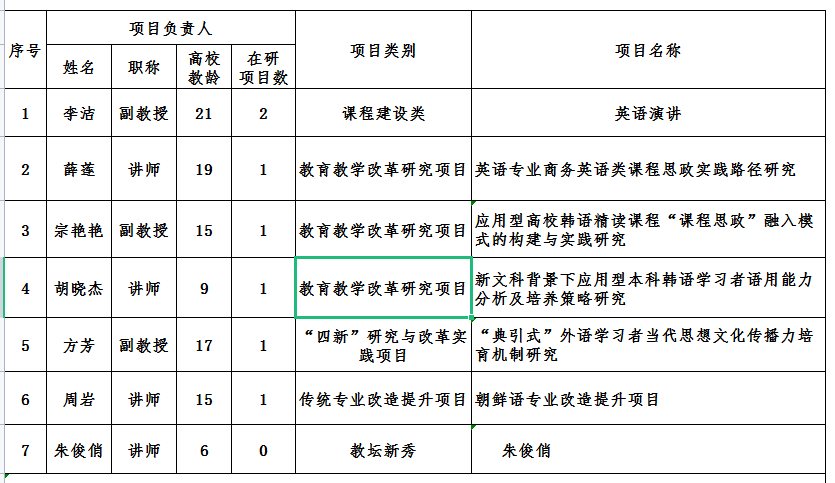 序号 项目负责人 项目类别 项目名称
姓名 职称 高校 在研
教龄 项目数
1 李洁 副教授 21 2 课程建设类 英语演讲
2 薛莲 讲师 19 1 教育教学改革研究项目 英语专业商务英语类课程思政实践路径研究
3 宗艳艳 副教授 15 1 教育教学改革研究项目 应用型高校韩语精读课程“课程思政”融入模
式的构建与实践研究
4 胡晓杰 讲师 9 1 教育教学改革研究项目 新文科背景下应用型本科韩语学习者语用能力
分析及培养策略研究
5 方芳 副教授 17 1 “四新”研究与改革实 “典引式”外语学习者当代思想文化传播力培
践项目 育机制研究
6 周岩 讲师 15 1 传统专业改造提升项目 朝鲜语专业改造提升项目
7 朱俊俏 讲师 6 0 教坛新秀 朱俊俏